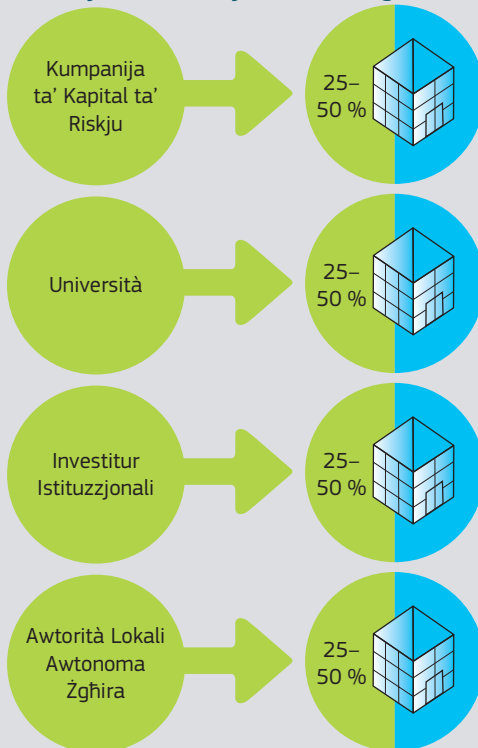 Kumpanija
ta' Kapital ta'
Riskju
25–
50 %
Università
25–
50 %
Investitur
Istituzzjonali
25–
50 %
Awtorità Lokali
Awtonoma
Żgħira
25–
50 %